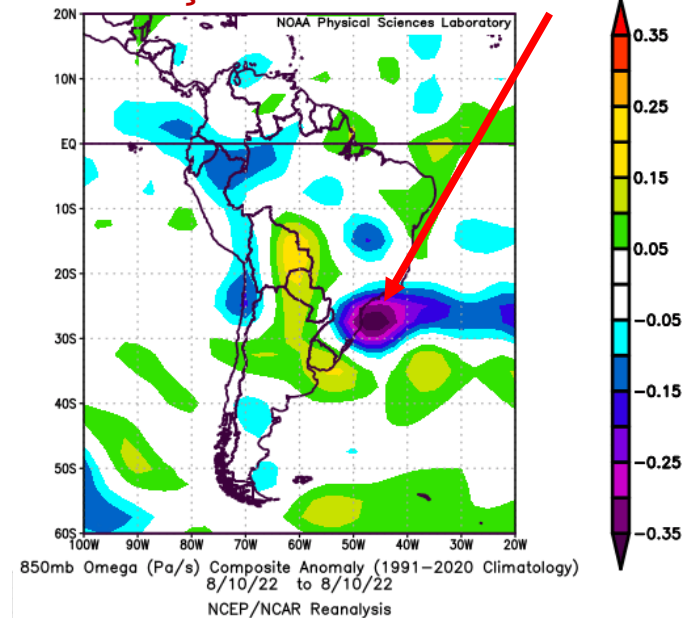 Ç
NOAA Physical Sciences Laboratory
20N
10N
EQ
10S
20S
30S
40S
50S
60S
100W 90W 80W 70W 60W 50W 40W 30W 20W
0.35
0.25
0.15
0.05
-0.05
-0.15
-0.25
-0.35
850mb Omega (Pa/s) Composite Anomaly (1991-2020 Climatology)
8/10/22 to 8/10/22
NCEP/NCAR Reanalysis